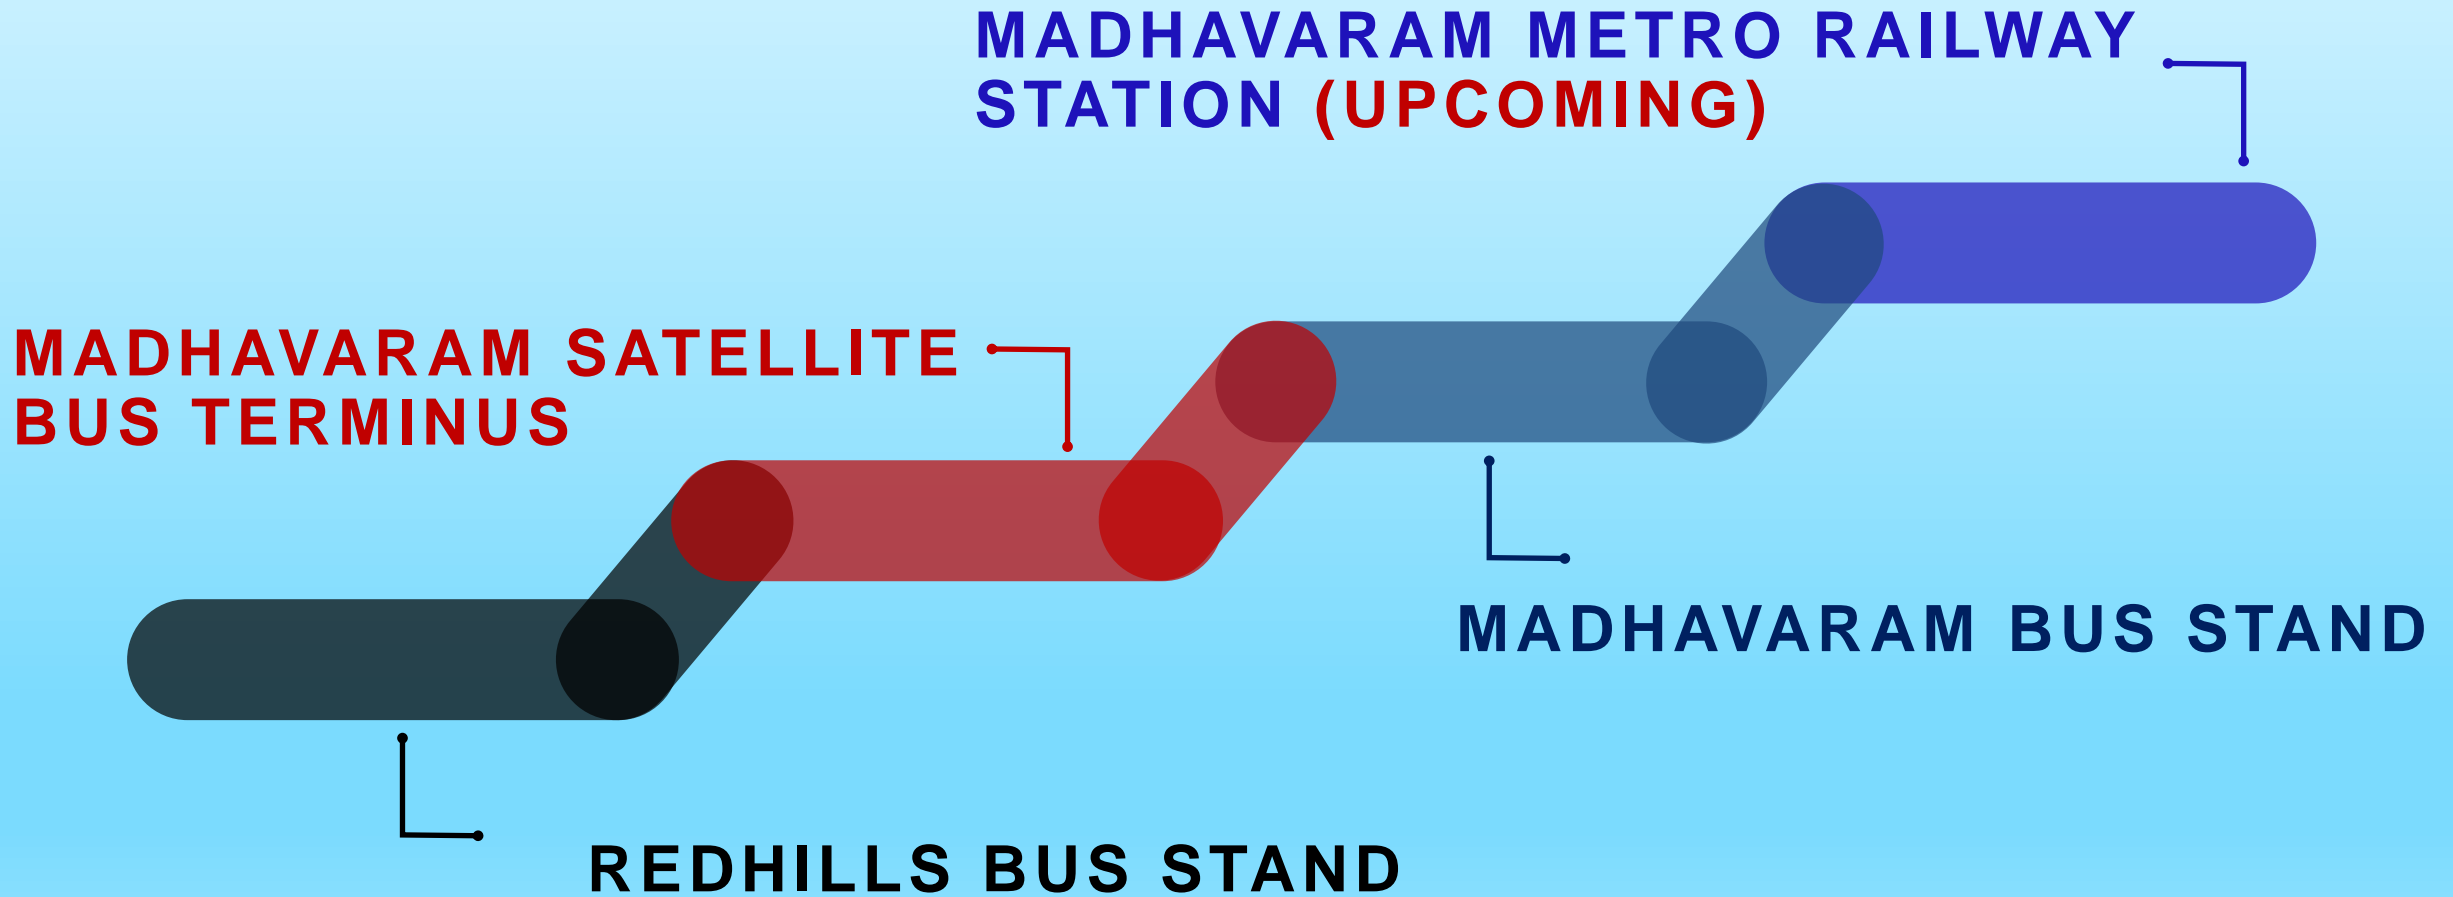 MADHAVARAM METRO RAILWAY
STATION (UPCOMING)
MADHAVARAM SATELLITE
BUS TERMINUS
MADHAVARAM BUS STAND
REDHILLS BUS STAND